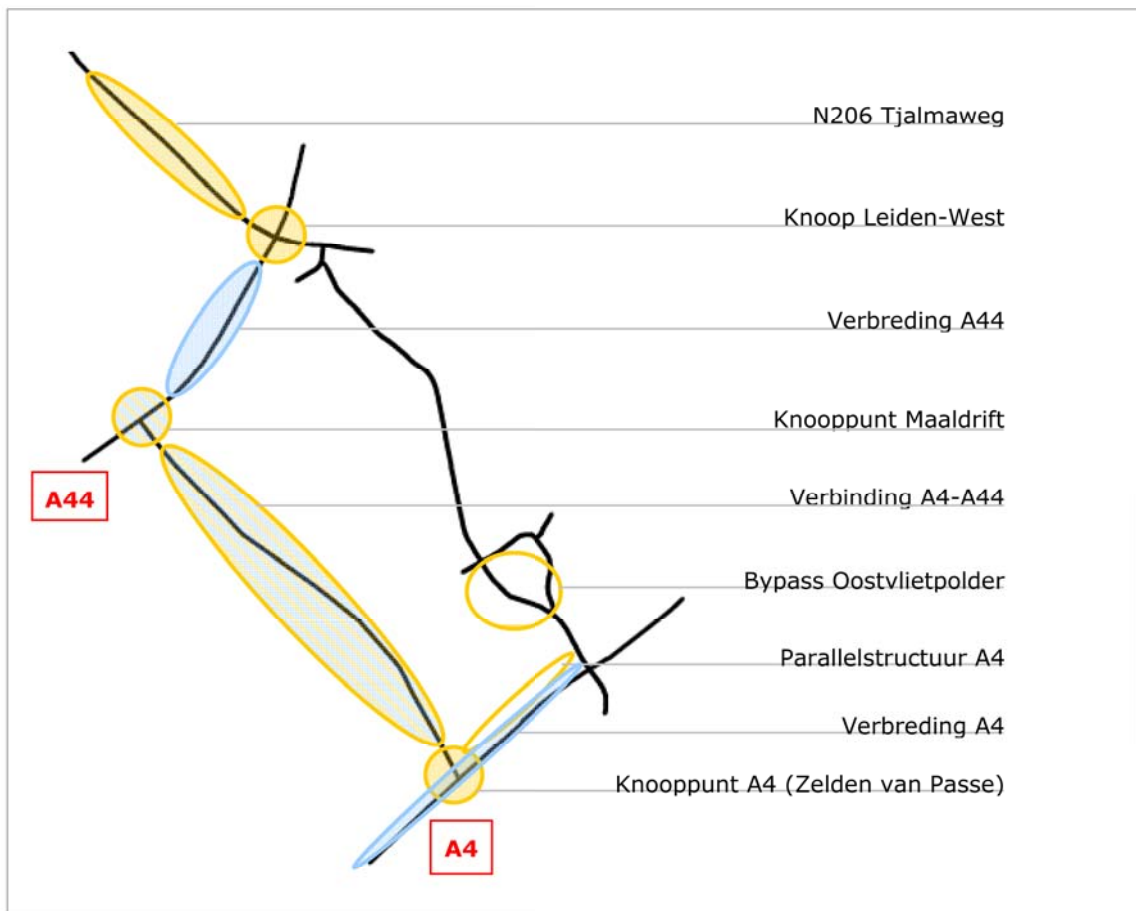 N206 Tjalmaweg
Knoop Leiden-West
Verbreding A44
Knooppunt Maaldrift
A44
Verbinding A4-A44
Bypass Oostvlietpolder
Parallelstructuur A4
Verbreding A4
Knooppunt A4 (Zelden van Passe)
A4